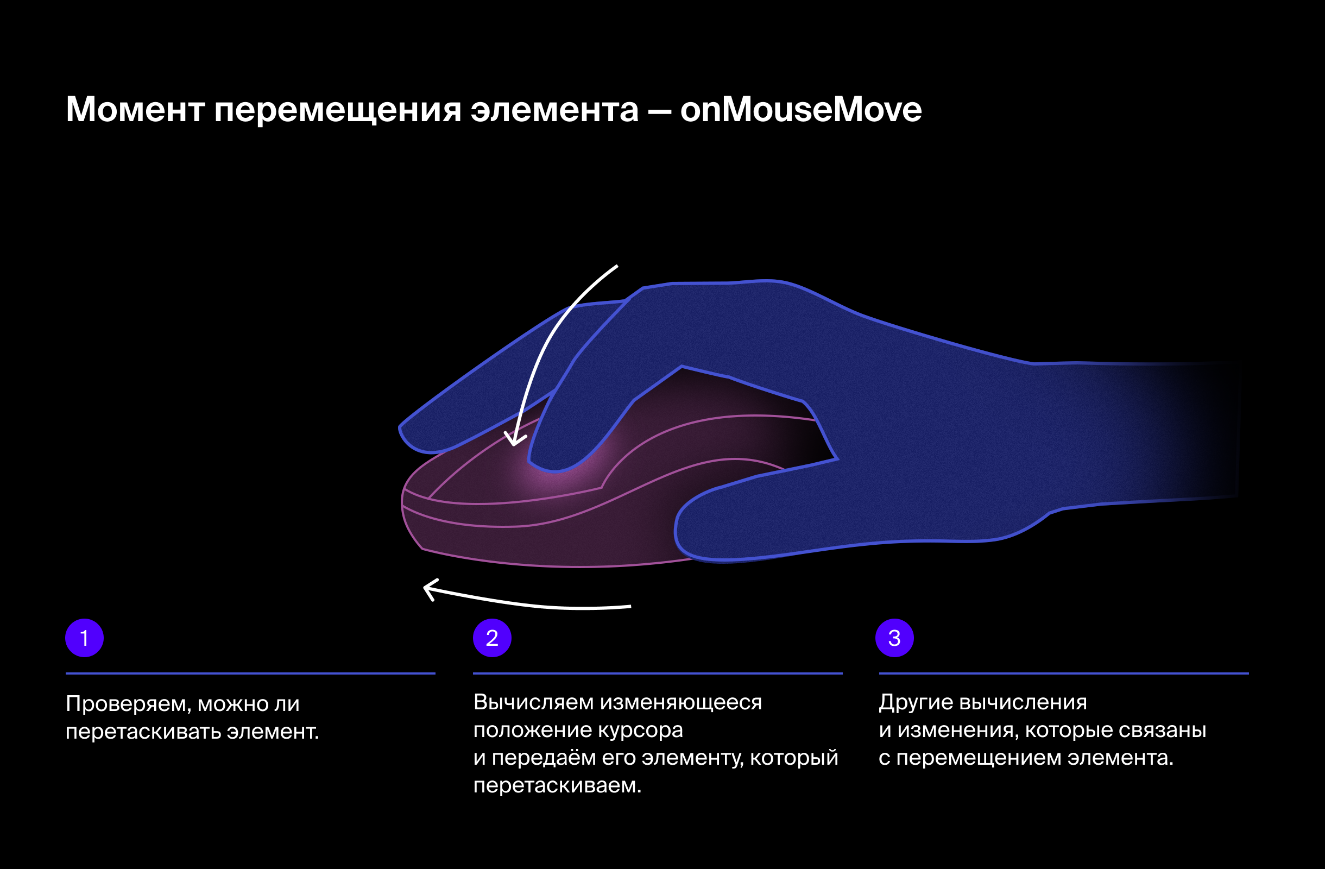 Момент перемещения элемента — onMouseMove
1
Проверяем, можно ли
перетаскивать элемент.
2
Вычисляем изменяющееся
положение курсора
и передаём его элементу, который
перетаскиваем.
3
Другие вычисления
и изменения, которые связаны
с перемещением элемента.